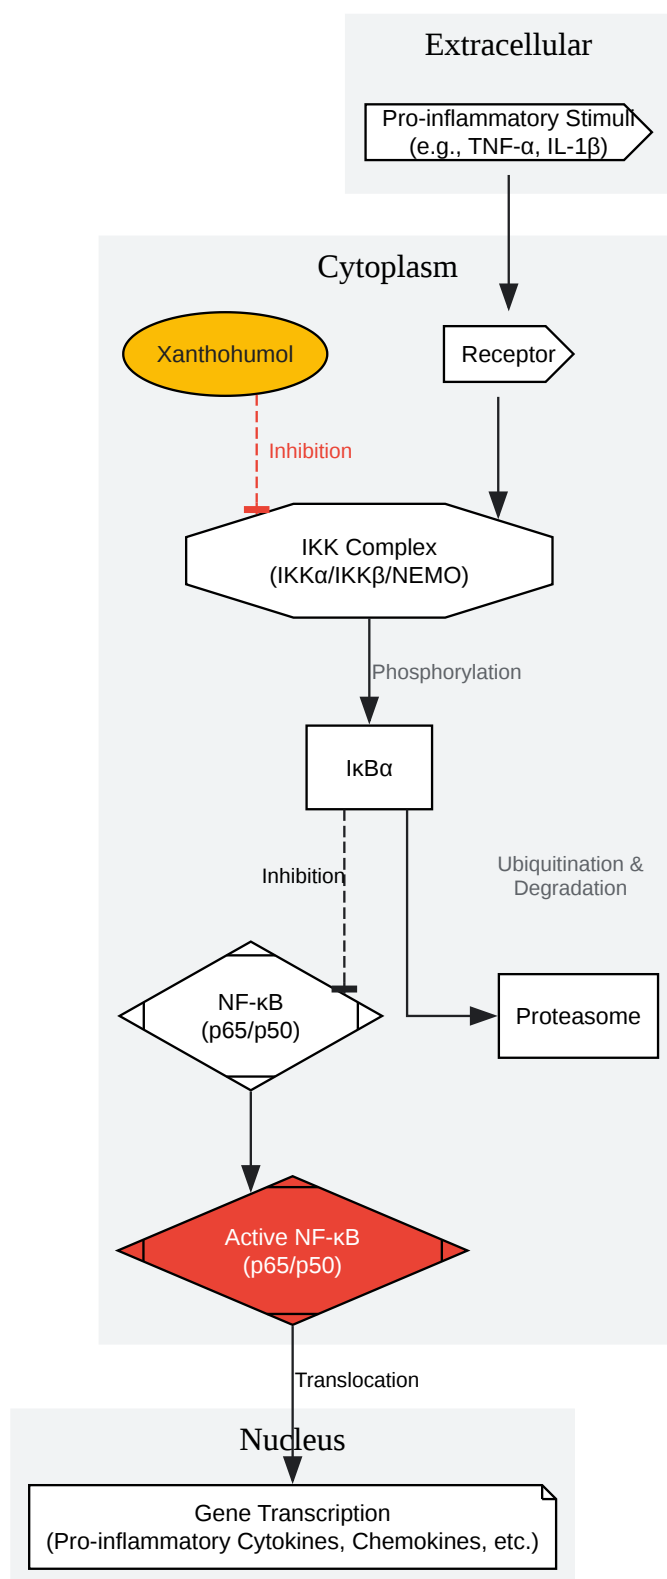 Extracellular
Pro-inflammatory Stimuli
(e.g., TNF-α, IL-1β)
Cytoplasm
Xanthohumol
Receptor
Inhibition
IKK Complex
(IKKα/IKKβ/NEMO)
Phosphorylation
IκBα
Ubiquitination &
Degradation
Inhibition
NF-κB
(p65/p50)
Proteasome
Active NF-κB
(p65/p50)
Translocation
Nucleus
Gene Transcription
(Pro-inflammatory Cytokines, Chemokines, etc.)